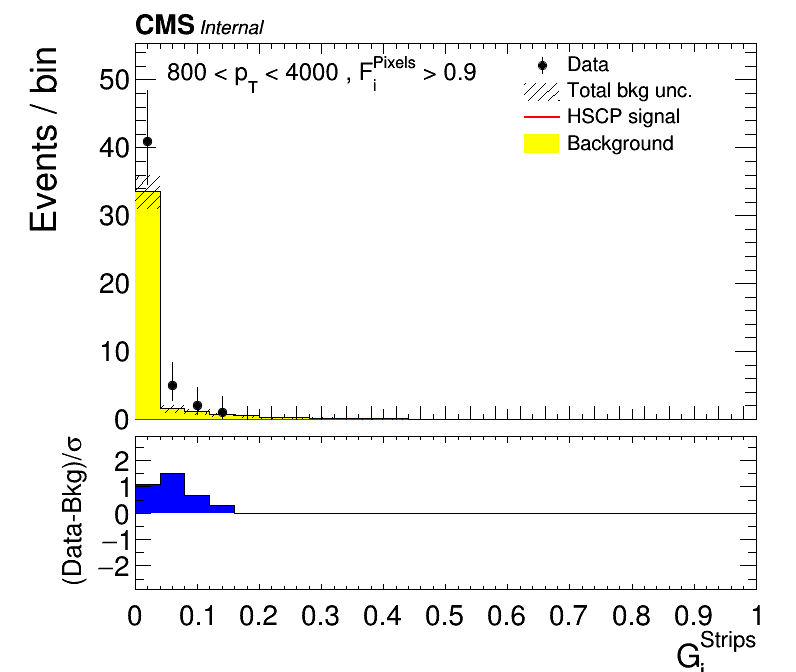 CMS Internal
800 < p_T < 4000 , F_i^Pixels > 0.9
Data
Total bkg unc.
HSCP signal
Background
Events / bin
50
40
30
20
10
0
(Data-Bkg)/σ
2
1
0
−1
−2
0 0.1 0.2 0.3 0.4 0.5 0.6 0.7 0.8 0.9 1
G_i^Strips